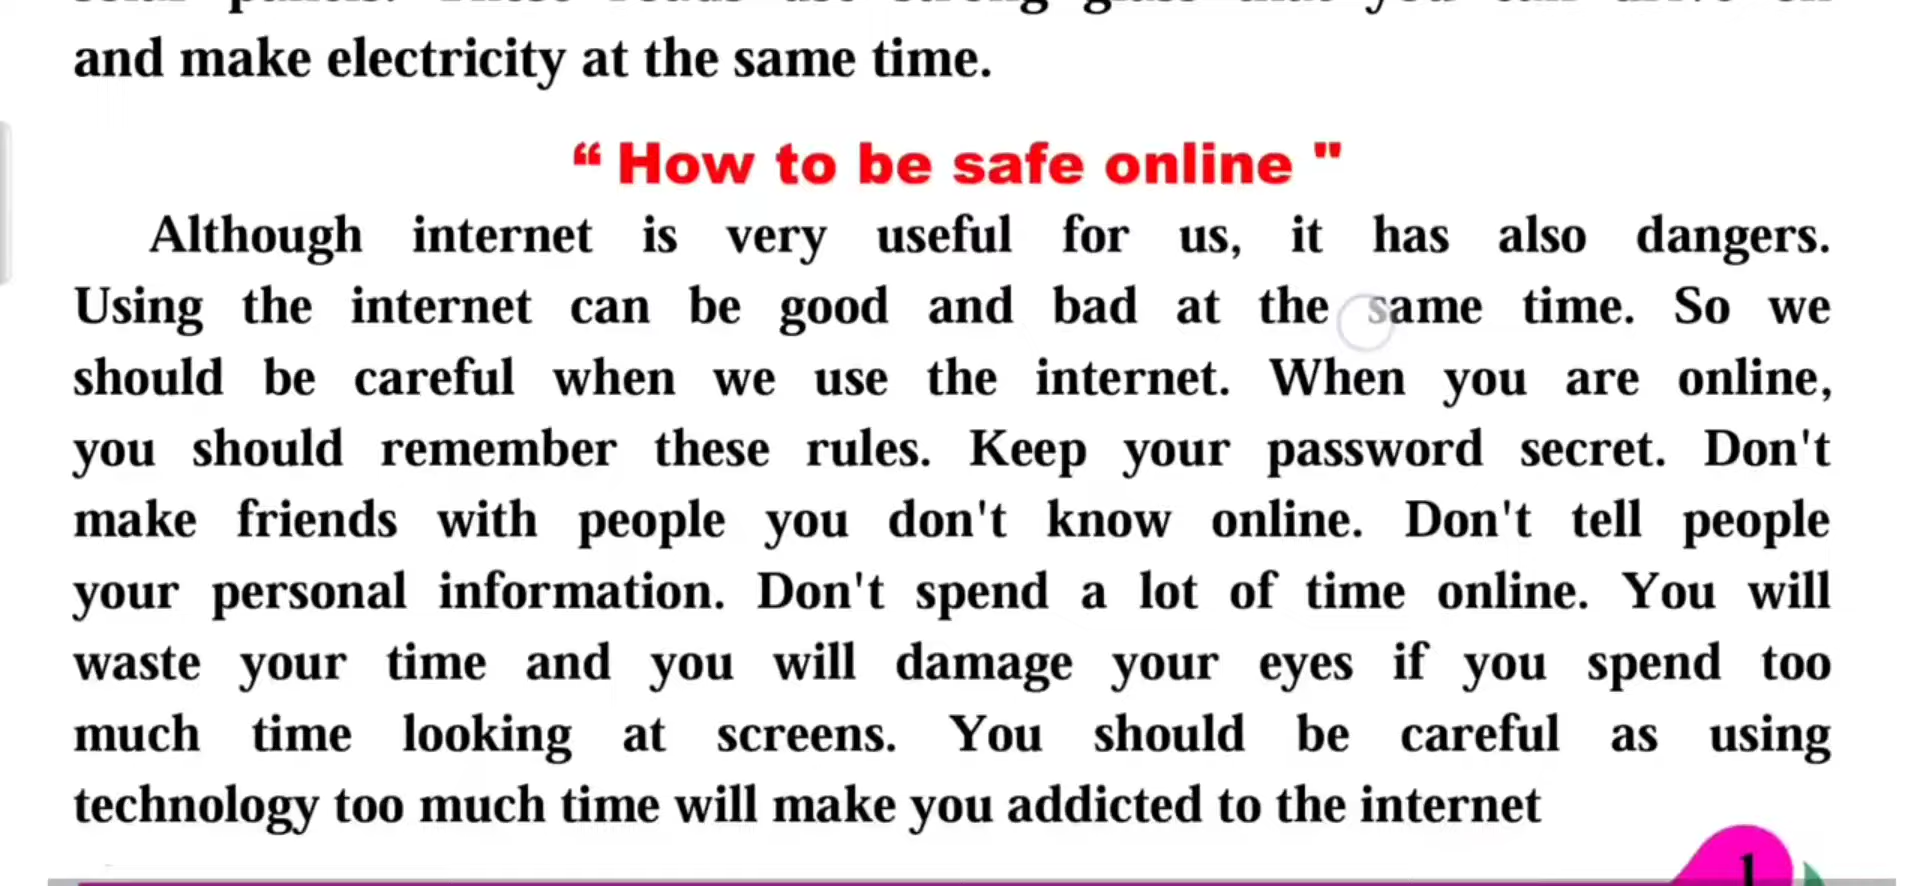 and make electricity at the same time.
“ How to be safe online "
Although internet is very useful for us, it has also dangers.
Using the internet can be good and bad at the same time. So we
should be careful when we use the internet. When you are online,
you should remember these rules. Keep your password secret. Don't
make friends with people you don't know online. Don't tell people
your personal information. Don't spend a lot of time online. You will
waste your time and you will damage your eyes if you spend too
much time looking at screens. You should be careful as using
technology too much time will make you addicted to the internet